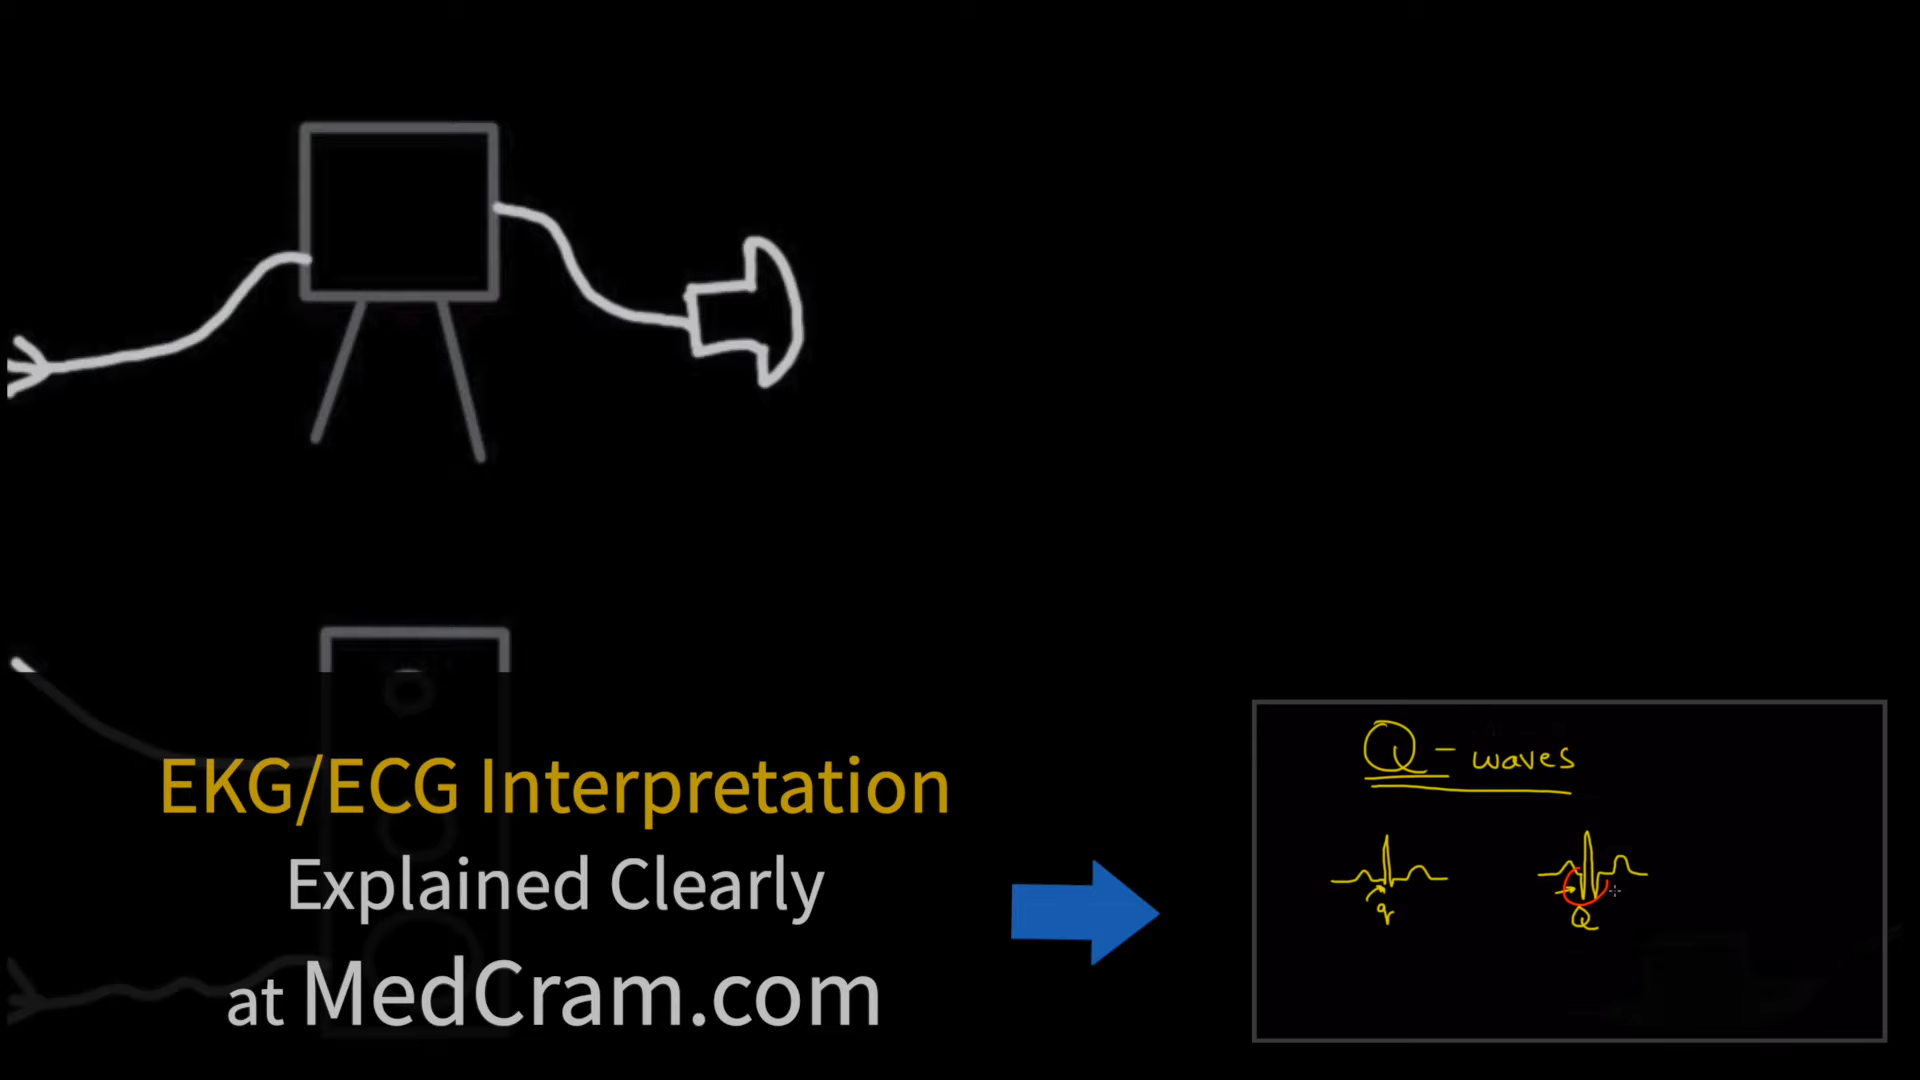 EKG/ECG Interpretation
Explained Clearly
at MedCram.com
Q - waves
q
Q